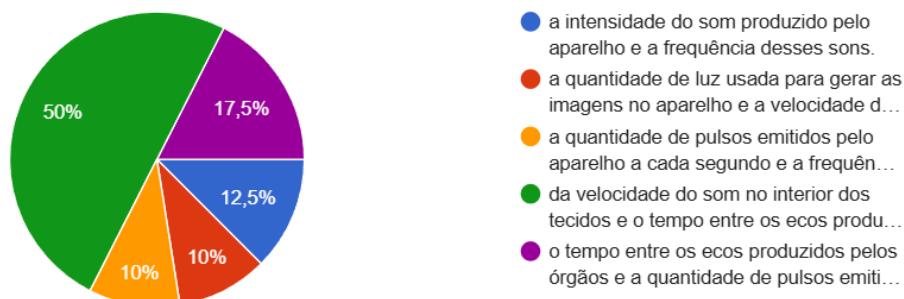 50%
17,5%
12,5%
10%
10%
a intensidade do som produzido pelo
aparelho e a frequência desses sons.
a quantidade de luz usada para gerar as
imagens no aparelho e a velocidade d…
a quantidade de pulsos emitidos pelo
aparelho a cada segundo e a frequên…
da velocidade do som no interior dos
tecidos e o tempo entre os ecos produ…
o tempo entre os ecos produzidos pelos
órgãos e a quantidade de pulsos emiti…